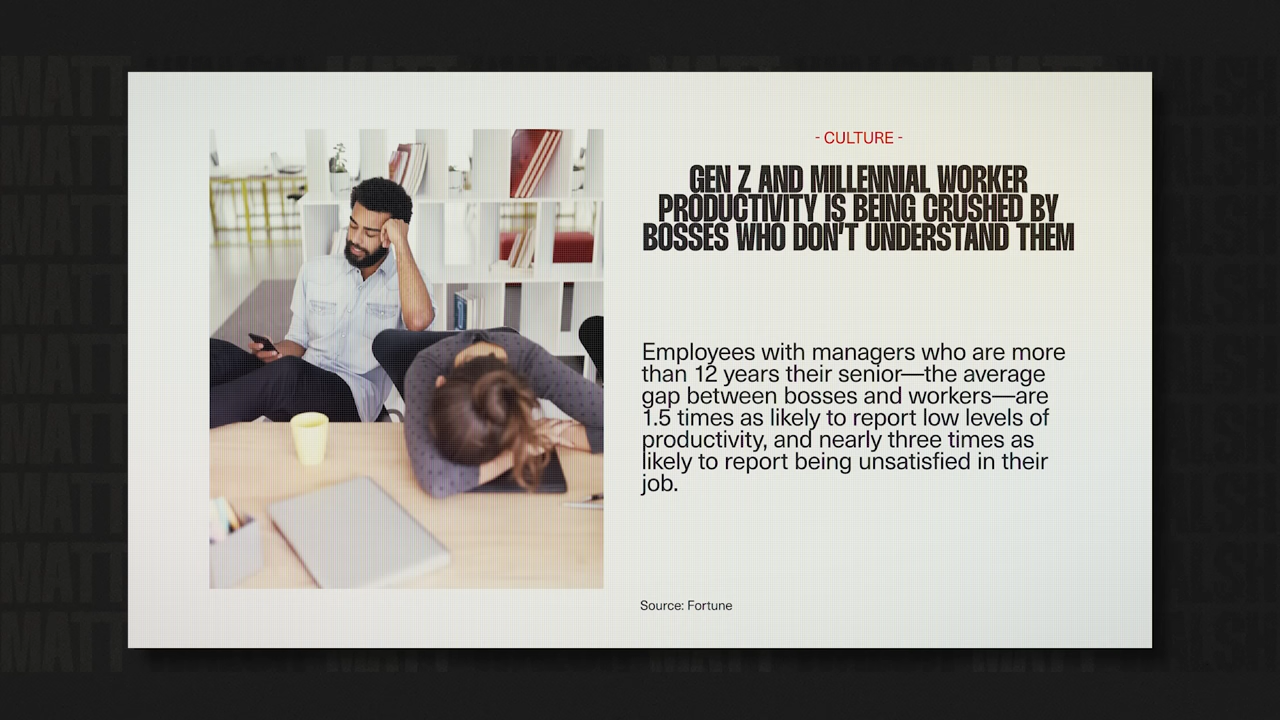 - CULTURE -
GEN Z AND MILLENNIAL WORKER
PRODUCTIVITY IS BEING CRUSHED BY
BOSSES WHO DON'T UNDERSTAND THEM
Employees with managers who are more
than 12 years their senior—the average
gap between bosses and workers—are
1.5 times as likely to report low levels of
productivity, and nearly three times as
likely to report being unsatisfied in their
job.
Source: Fortune